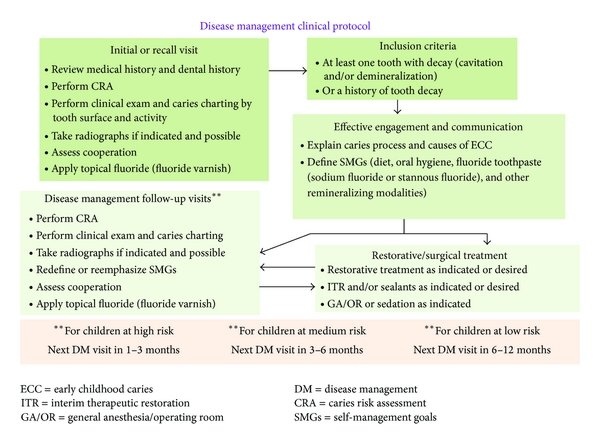 Disease management clinical protocol
Initial or recall visit
• Review medical history and dental history
• Perform CRA
• Perform clinical exam and caries charting by
tooth surface and activity
• Take radiographs if indicated and possible
• Assess cooperation
• Apply topical fluoride (fluoride varnish)
Inclusion criteria
• At least one tooth with decay (cavitation
and/or demineralization)
• Or a history of tooth decay
Effective engagement and communication
• Explain caries process and causes of ECC
• Define SMGs (diet, oral hygiene, fluoride toothpaste
(sodium fluoride or stannous fluoride), and other
remineralizing modalities)
Disease management follow-up visits**
• Perform CRA
• Perform clinical exam and caries charting
• Take radiographs if indicated and possible
• Redefine or reemphasize SMGs
• Assess cooperation
• Apply topical fluoride (fluoride varnish)
Restorative/surgical treatment
• Restorative treatment as indicated or desired
• ITR and/or sealants as indicated or desired
• GA/OR or sedation as indicated
**For children at high risk
Next DM visit in 1–3 months
**For children at medium risk
Next DM visit in 3–6 months
**For children at low risk
Next DM visit in 6–12 months
ECC = early childhood caries
ITR = interim therapeutic restoration
GA/OR = general anesthesia/operating room
DM = disease management
CRA = caries risk assessment
SMGs = self-management goals